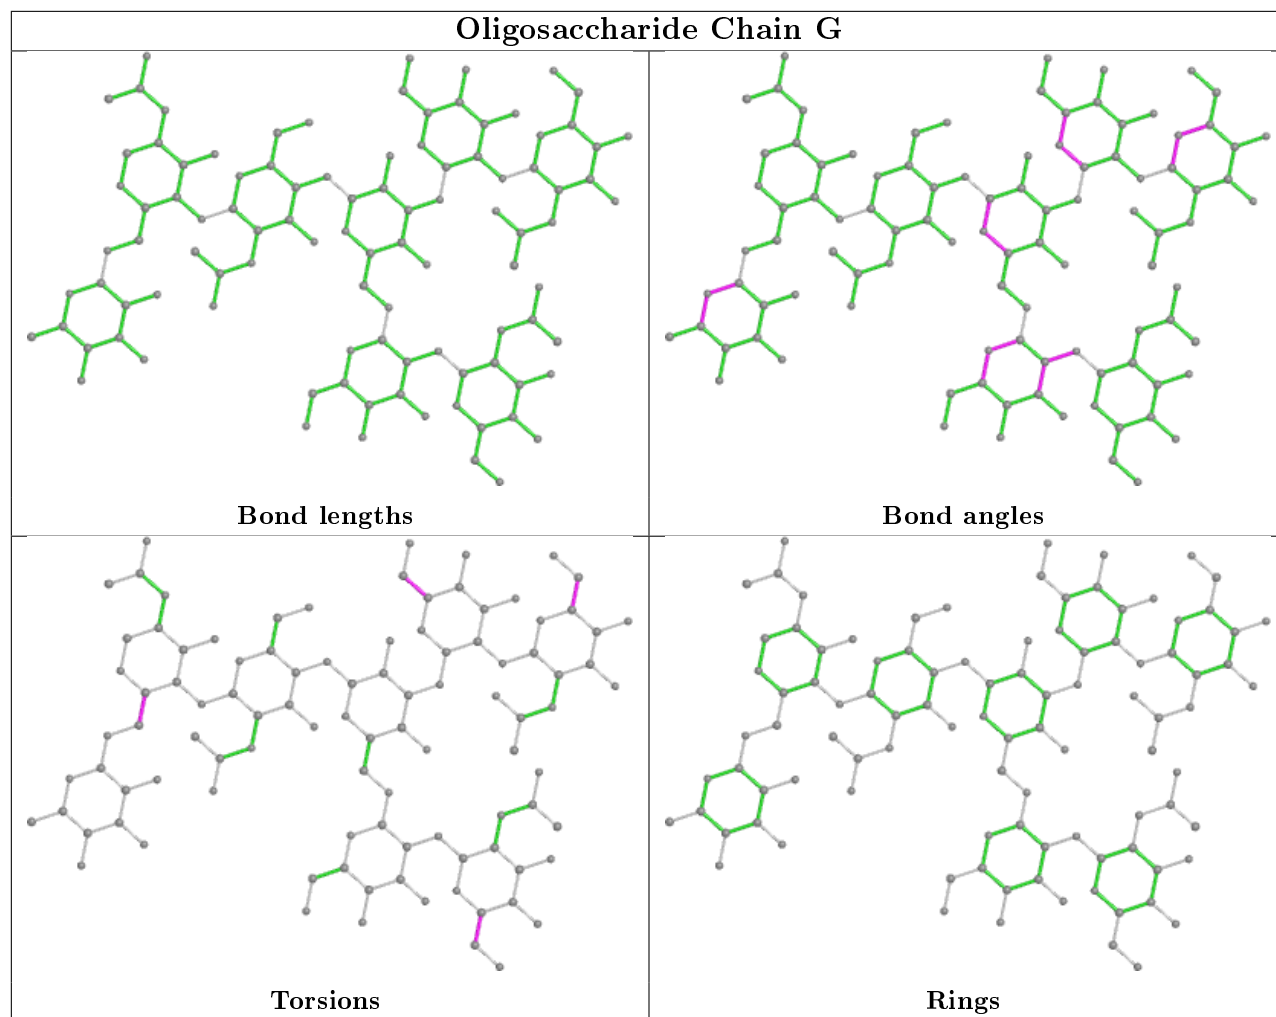 Oligosaccharide Chain G
Bond lengths
Bond angles
Torsions
Rings